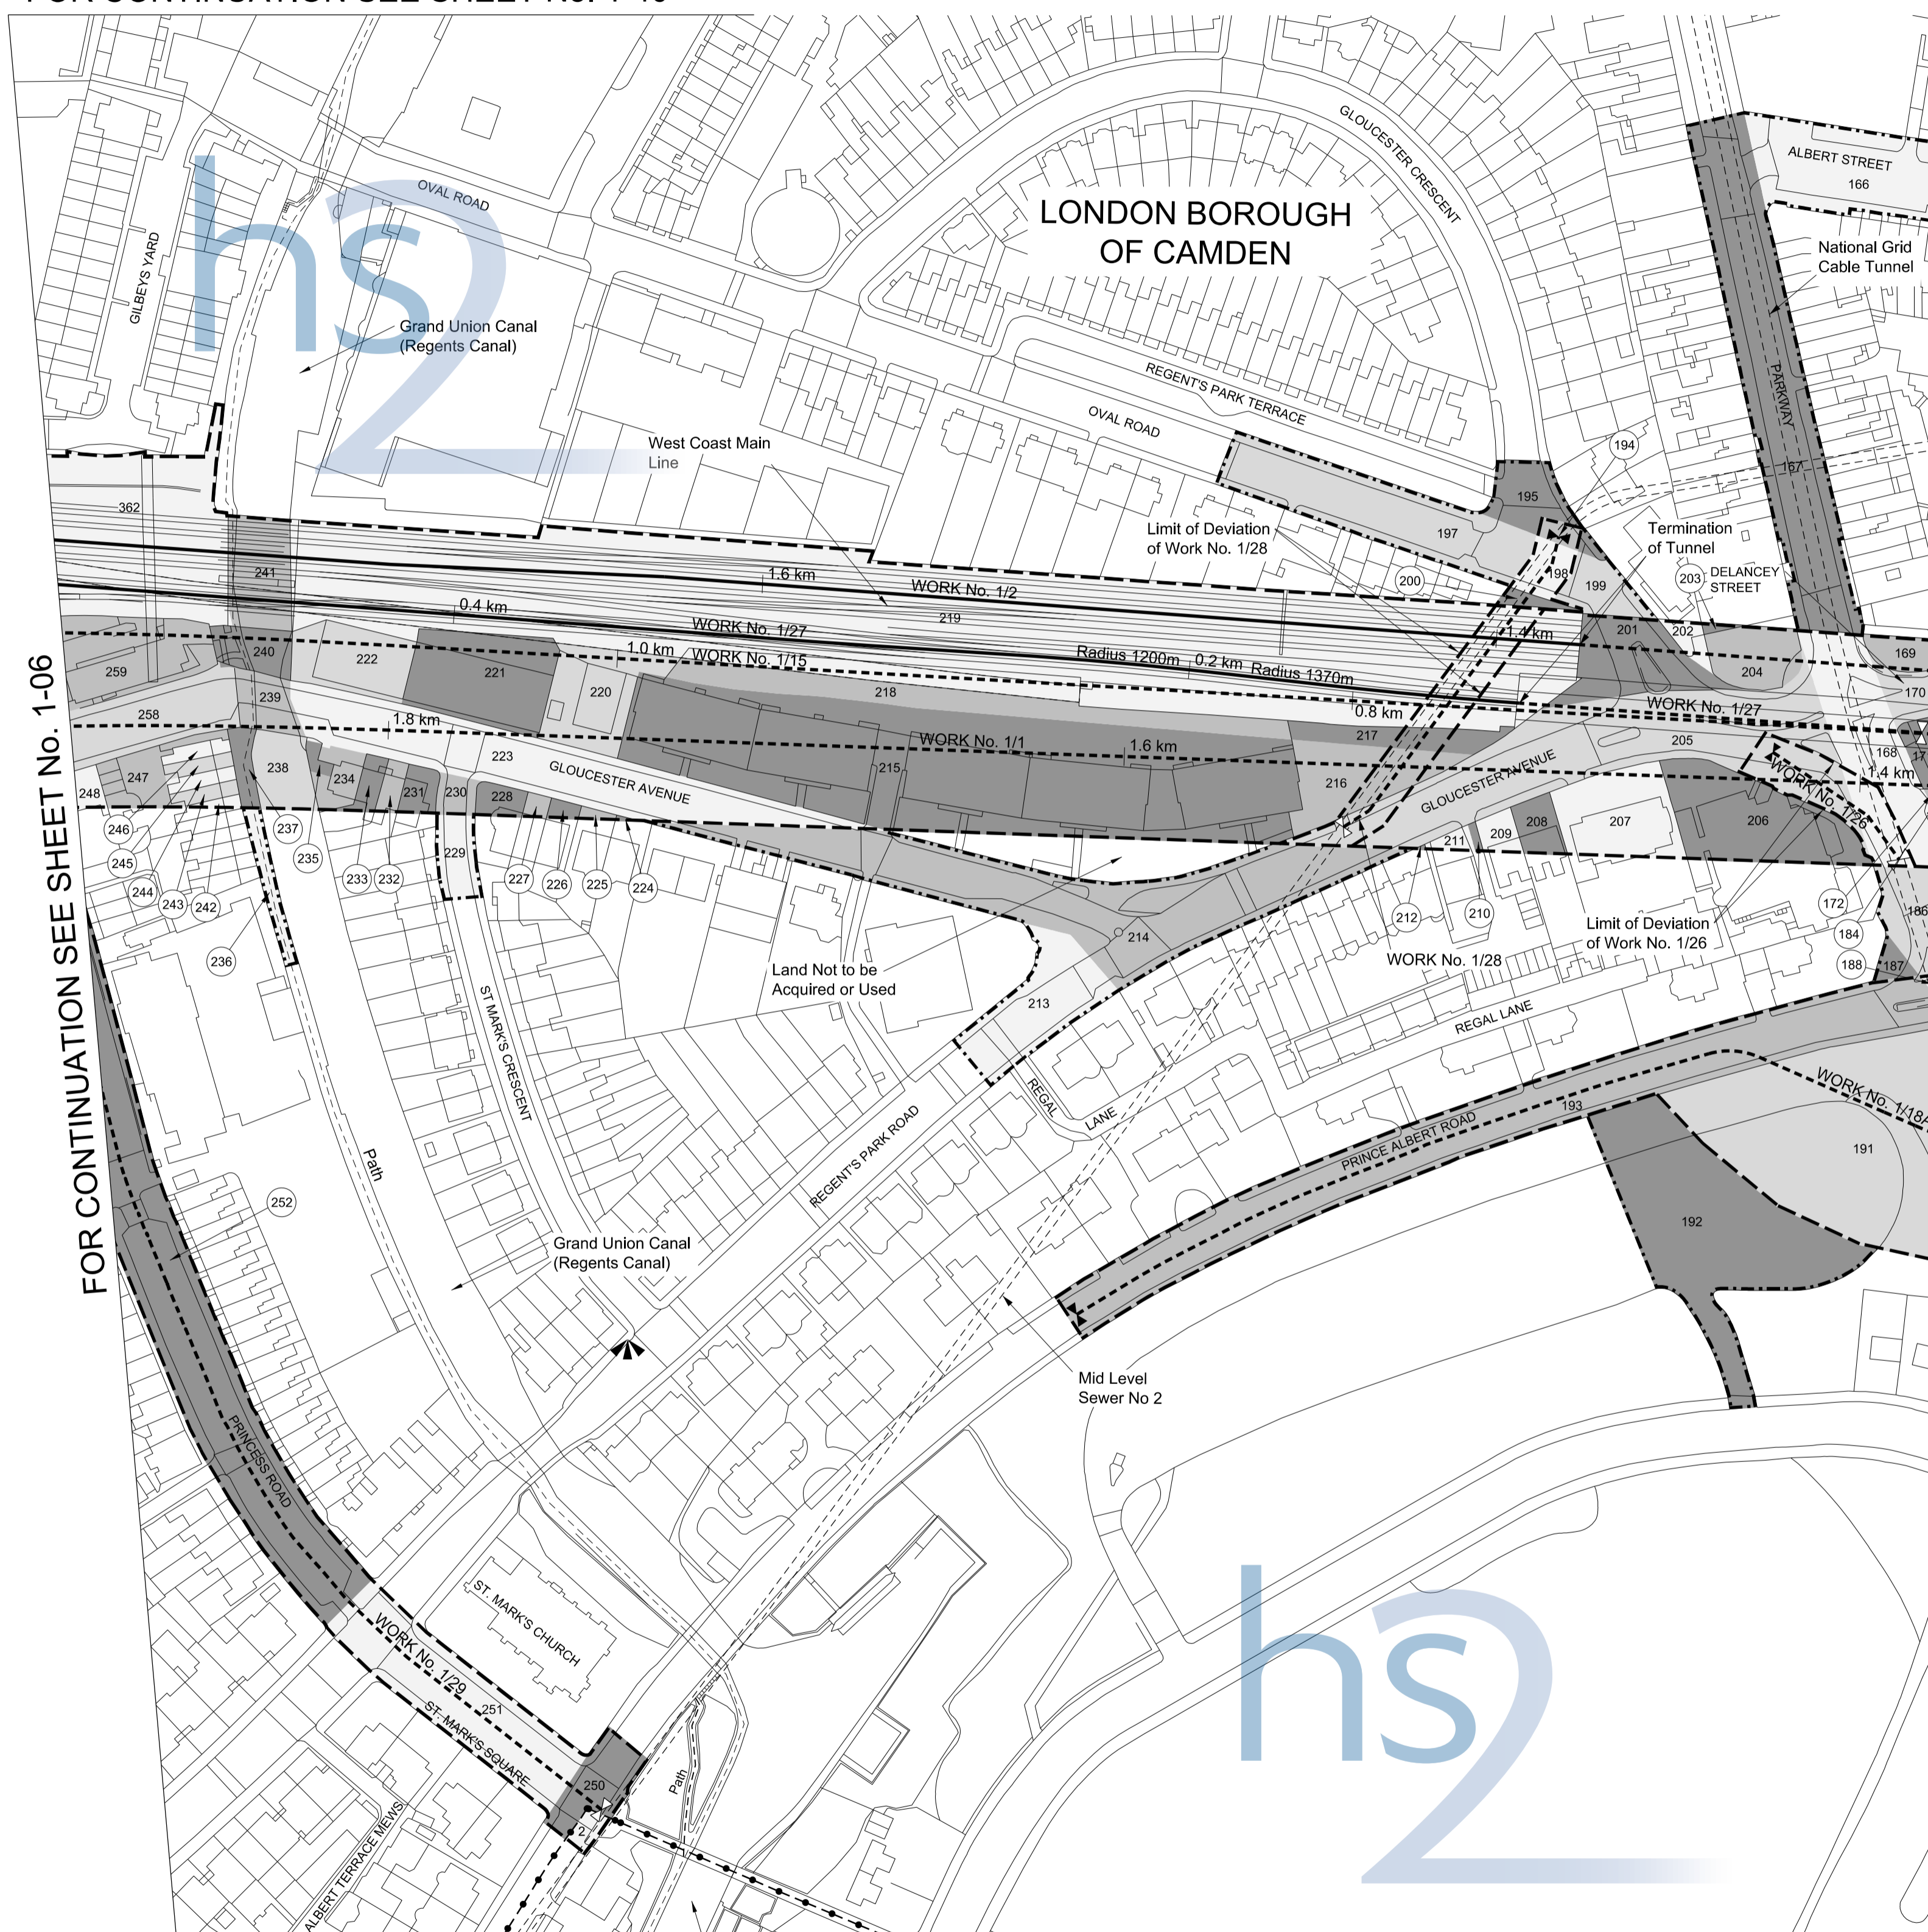 hs2
LONDON BOROUGH
OF CAMDEN
GLOUCESTER CRESCENT
ALBERT STREET
166
National Grid
Cable Tunnel
OVAL ROAD
GILBEYS YARD
Grand Union Canal
(Regents Canal)
REGENT'S PARK TERRACE
OVAL ROAD
PARKWAY
West Coast Main
Line
194
167
195
362
197
Limit of Deviation
of Work No. 1/28
Termination
of Tunnel
200
198
199
203
DELANCEY
STREET
241
1.6 km
WORK No. 1/2
0.4 km
219
WORK No. 1/27
1.4 km
201
202
240
222
1.0 km
WORK No. 1/15
Radius 1200m
0.2 km
Radius 1370m
169
259
221
220
218
204
239
170
258
1.8 km
0.8 km
WORK No. 1/27
217
WORK No. 1/1
1.6 km
205
168
223
GLOUCESTER AVENUE
215
216
GLOUCESTER AVENUE
1.4 km
WORK No. 1/26
247
238
234
248
231
230
228
211
209
208
207
206
246
237
245
235
229
244
243
242
233
232
227
226
225
224
212
210
172
186
Limit of Deviation
of Work No. 1/26
184
214
236
WORK No. 1/28
188
187
Land Not to be
Acquired or Used
213
REGAL LANE
ST MARK'S CRESCENT
FOR CONTINUATION SEE SHEET No. 1-06
REGAL
LANE
WORK No. 1/18A
193
PRINCE ALBERT ROAD
191
Path
REGENT'S PARK ROAD
252
192
Grand Union Canal
(Regents Canal)
Mid Level
Sewer No 2
PRINCESS ROAD
ST. MARK'S CHURCH
WORK No. 1/29
251
ST. MARK'S SQUARE
hs2
250
Path
2
ALBERT TERRACE MEWS